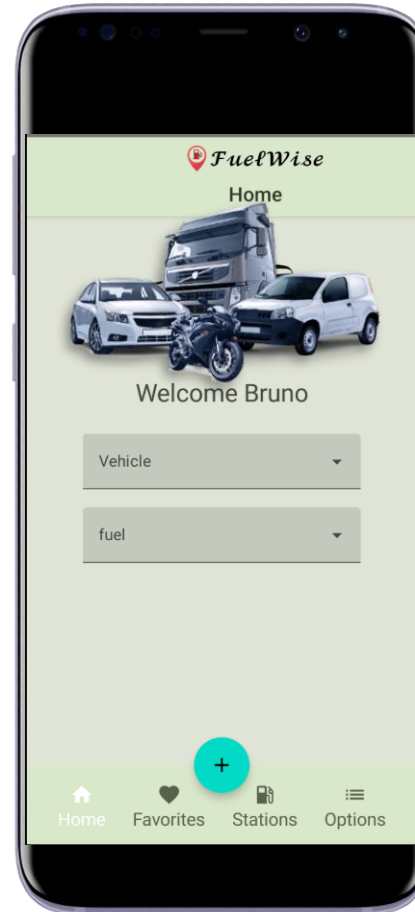 FuelWise
Home
Welcome Bruno
Vehicle
fuel
+
Home Favorites Stations Options